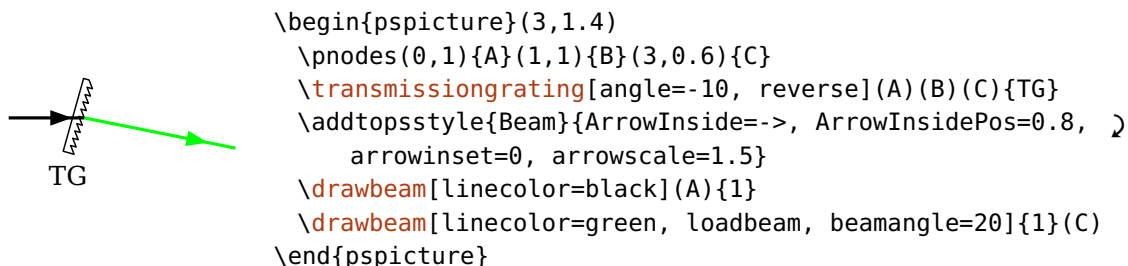 TG
\begin{pspicture}(3,1.4)
\pnodes(0,1){A}(1,1){B}(3,0.6){C}
\transmissiongrating[angle=-10, reverse](A)(B)(C){TG}
\addtopsstyle{Beam}{ArrowInside=->, ArrowInsidePos=0.8,
arrowinset=0, arrowscale=1.5}
\drawbeam[linecolor=black](A){1}
\drawbeam[linecolor=green, loadbeam, beamangle=20]{1}(C)
\end{pspicture}